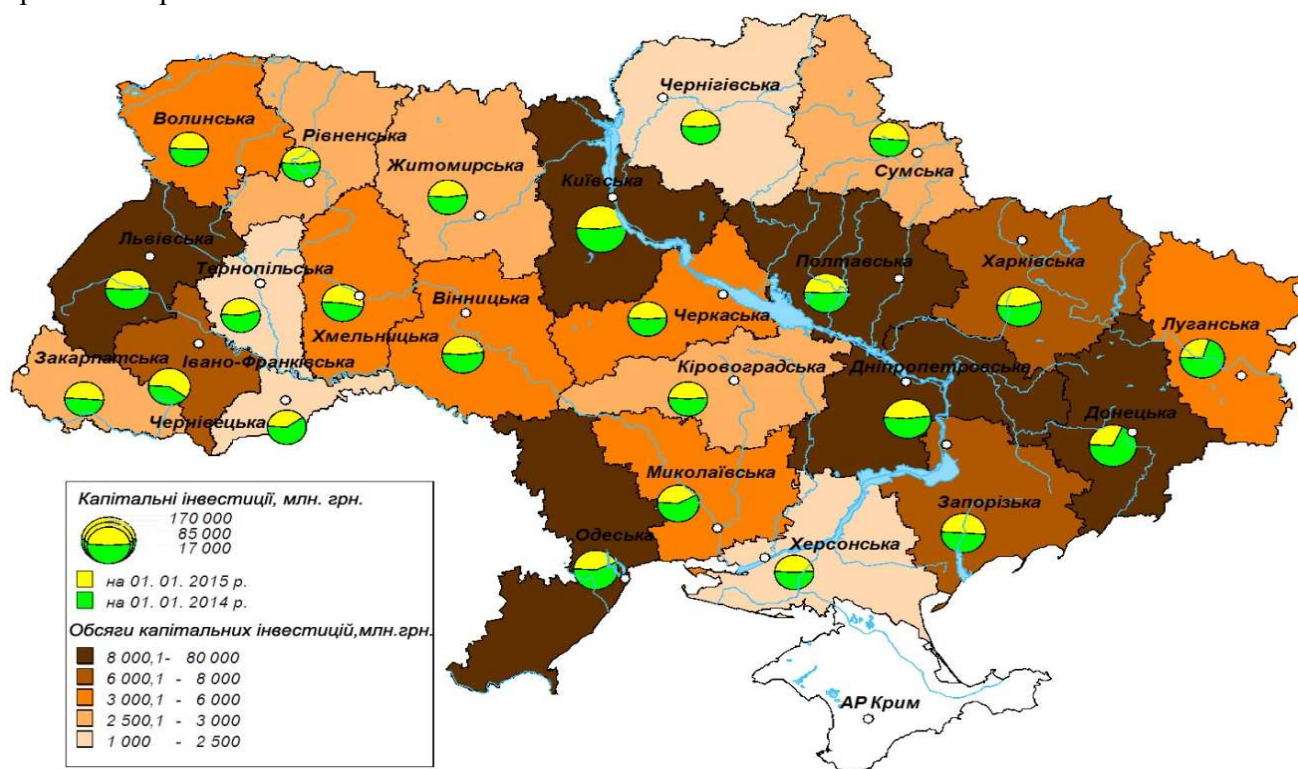 Чернігівська
Волинська
Рівненська
Житомирська
Сумська
Київська
Львівська
Тернопільська
Вінницька
Полтавська
Харківська
Хмельницька
Черкаська
Луганська
Закарпатська
Івано-Франківська
Кіровоградська
Дніпропетровська
Чернівецька
Донецька
Миколаївська
Запорізька
Одеська
Херсонська
АР Крим
Капітальні інвестиції, млн. грн.
170 000
85 000
17 000
на 01. 01. 2015 р.
на 01. 01. 2014 р.
Обсяги капітальних інвестицій,млн.грн.
8 000,1- 80 000
6 000,1 - 8 000
3 000,1 - 6 000
2 500,1 - 3 000
1 000 - 2 500